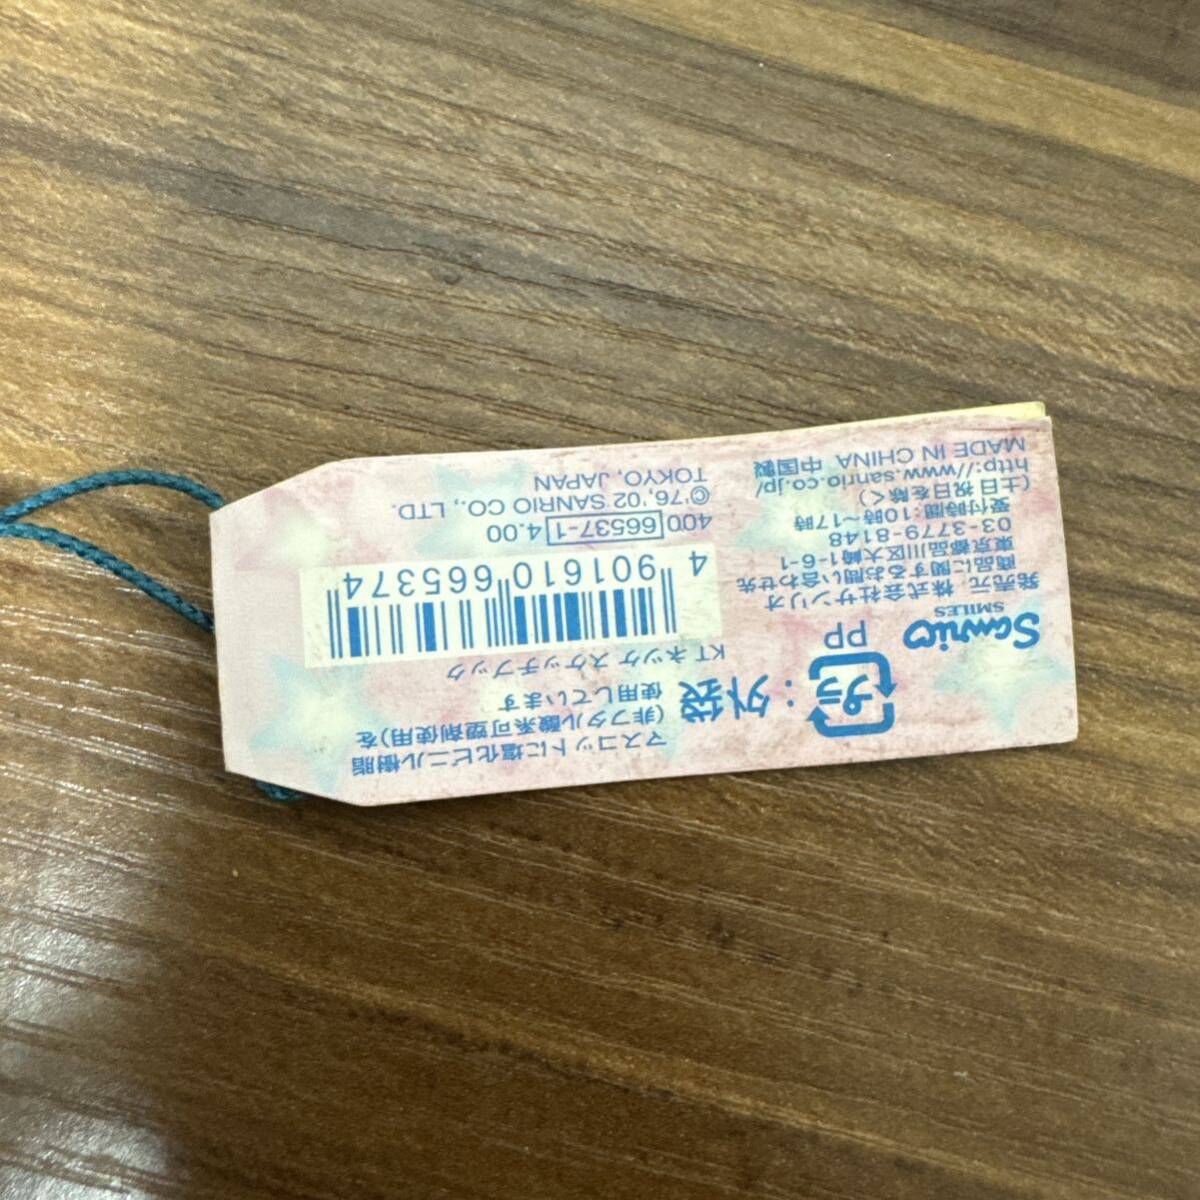 Sanrio
SMILES
発売元 株式会社サンリオ
商品に関するお問い合わせ先
東京都品川区大崎1-6-1
03-3779-8148
受付時間:10時~17時
(土日祝日を除く)
http://www.sanrio.co.jp/
MADE IN CHINA 中国製
プラ
PP
:外袋
マスコットに塩化ビニル樹脂
(非フタル酸系可塑剤使用)を
使用しています
KTネツケ スケッチブック
4 901610 665374
400 66537-1 4.00
©'76,'02 SANRIO CO., LTD.
TOKYO, JAPAN